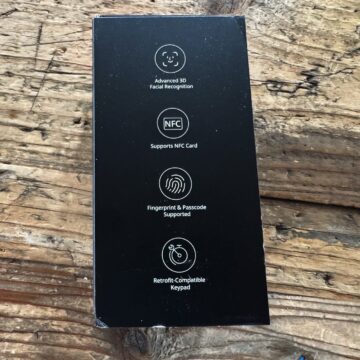 Advanced 3D
Facial Recognition
NFC
Supports NFC Card
Fingerprint & Passcode
Supported
Retrofit-Compatible
Keypad